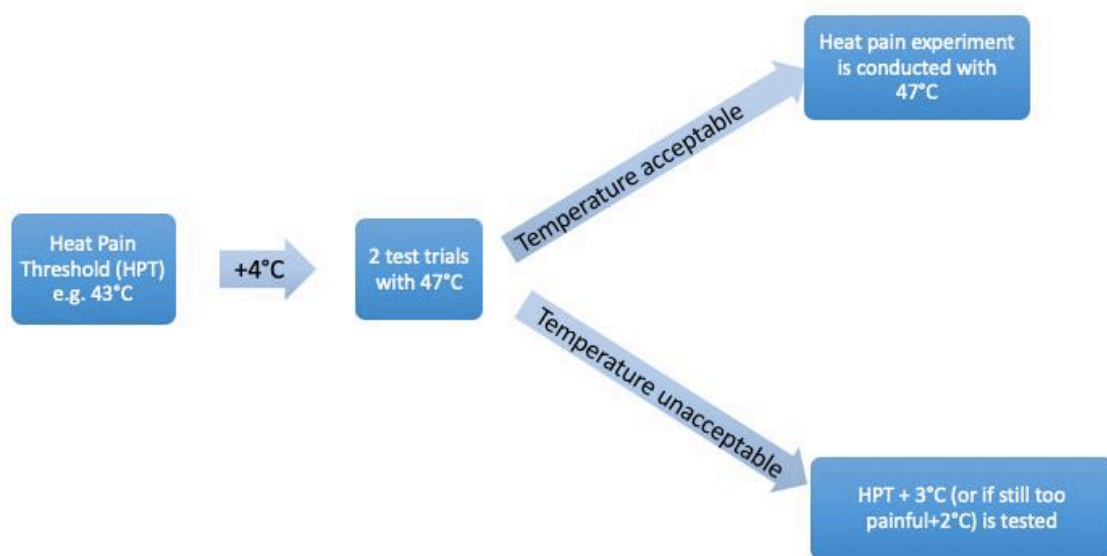 Heat Pain
Threshold (HPT)
e.g. 43°C
+4°C
2 test trials
with 47°C
Temperature acceptable
Heat pain experiment
is conducted with
47°C
Temperature unacceptable
HPT + 3°C (or if still too
painful+2°C) is tested